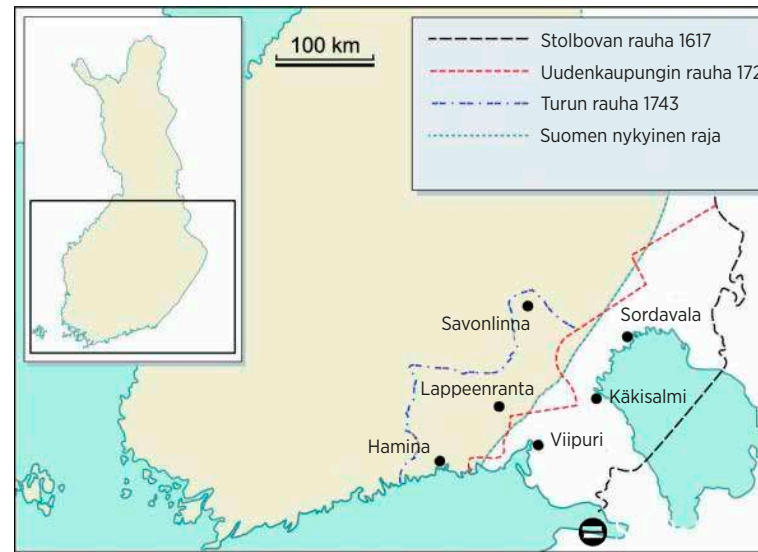 100 km
Stolbovan rauha 1617
Uudenkaupungin rauha 172
Turun rauha 1743
Suomen nykyinen raja
Savonlinna
Sordavala
Lappeenranta
Käkisalmi
Hamina
Viipuri